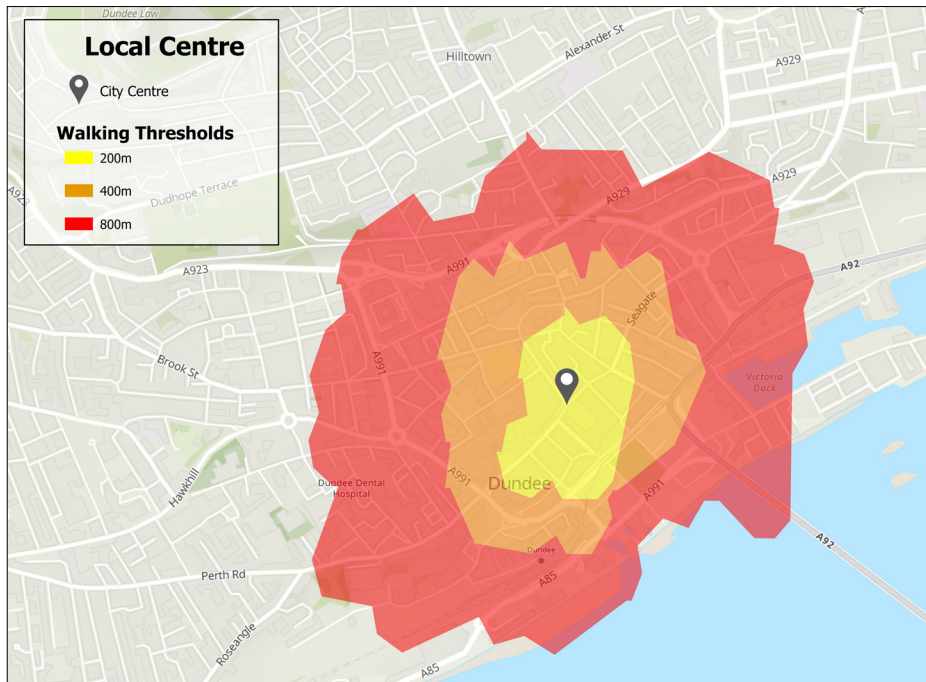 Dundee Law
Local Centre
City Centre
Walking Thresholds
200m
400m
800m
Hilltown
Alexander St
A929
A923
Dudhope Terrace
A929
A929
A991
A923
A92
Seagate
Brook St
A991
Victoria
Dock
Hawkhill
Dundee Dental
Hospital
A991
Dundee
A991
Dundee
A92
Perth Rd
A85
Roseangle
A85